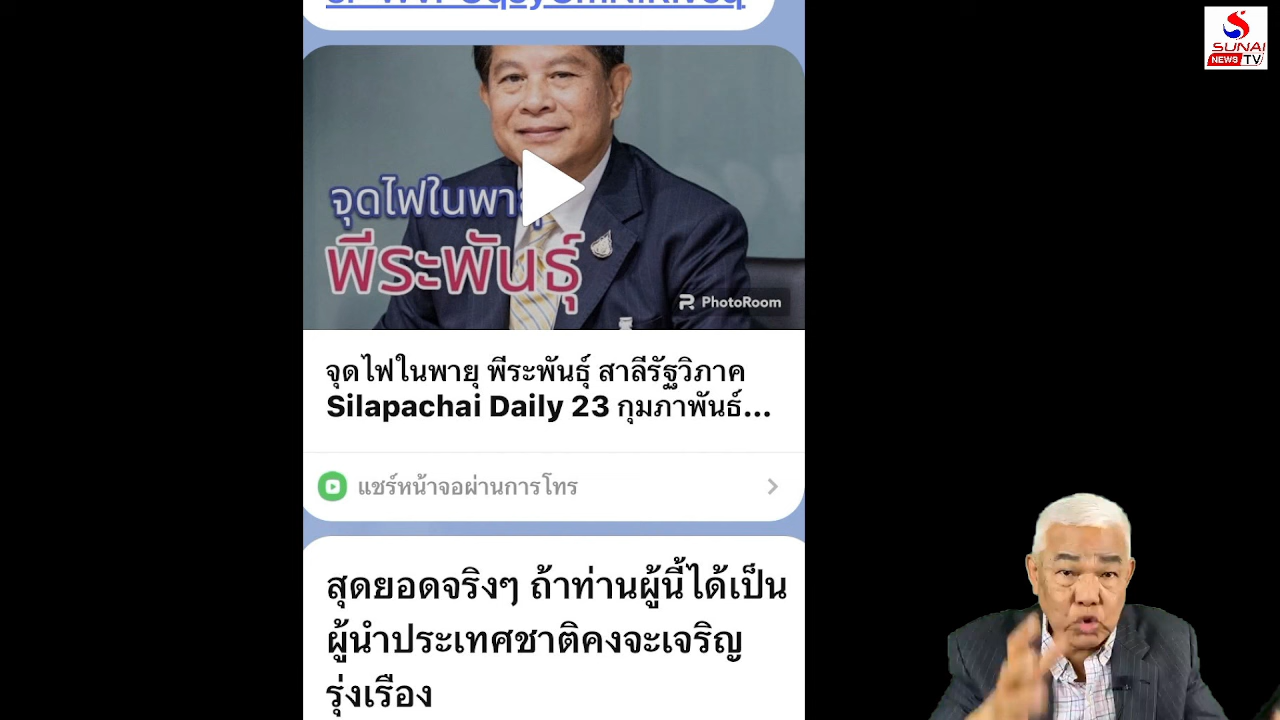 SUNAI
NEWS TV
จุดไฟในพายุ
พีระพันธุ์
PhotoRoom
จุดไฟในพายุ พีระพันธุ์ สาลีรัฐวิภาค
Silapachai Daily 23 กุมภาพันธ์...
แชร์หน้าจอผ่านการโทร
สุดยอดจริงๆ ถ้าท่านผู้นี้ได้เป็น
ผู้นำประเทศชาติคงจะเจริญ
รุ่งเรือง